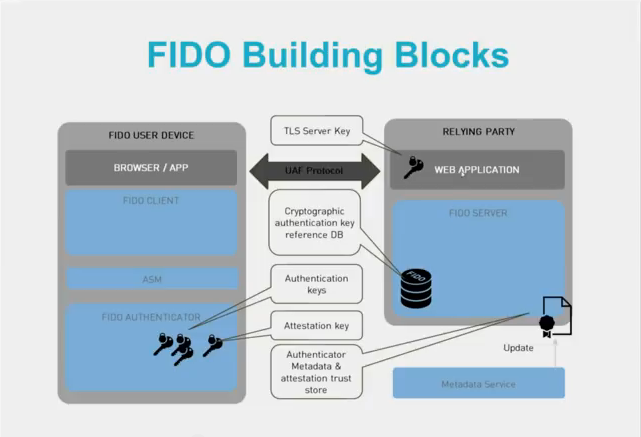 FIDO Building Blocks
FIDO USER DEVICE
BROWSER / APP
FIDO CLIENT
ASM
FIDO AUTHENTICATOR
TLS Server Key
UAF Protocol
Cryptographic
authentication key
reference DB
Authentication
keys
Attestation key
Authenticator
Metadata &
attestation trust
store
RELYING PARTY
WEB APPLICATION
FIDO SERVER
FIDO
Update
Metadata Service